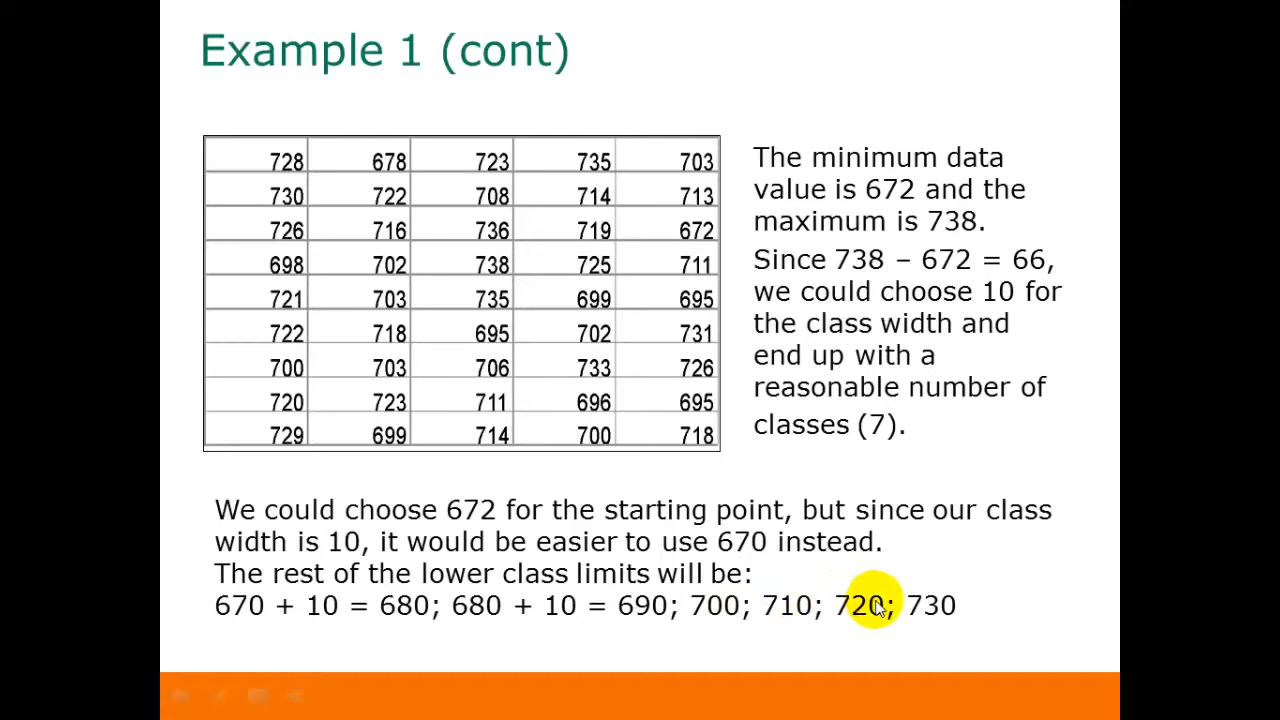 Example 1 (cont)
728 678 723 735 703
730 722 708 714 713
726 716 736 719 672
698 702 738 725 711
721 703 735 699 695
722 718 695 702 731
700 703 706 733 726
720 723 711 696 695
729 699 714 700 718
The minimum data
value is 672 and the
maximum is 738.
Since 738 – 672 = 66,
we could choose 10 for
the class width and
end up with a
reasonable number of
classes (7).
We could choose 672 for the starting point, but since our class
width is 10, it would be easier to use 670 instead.
The rest of the lower class limits will be:
670 + 10 = 680; 680 + 10 = 690; 700; 710; 720; 730